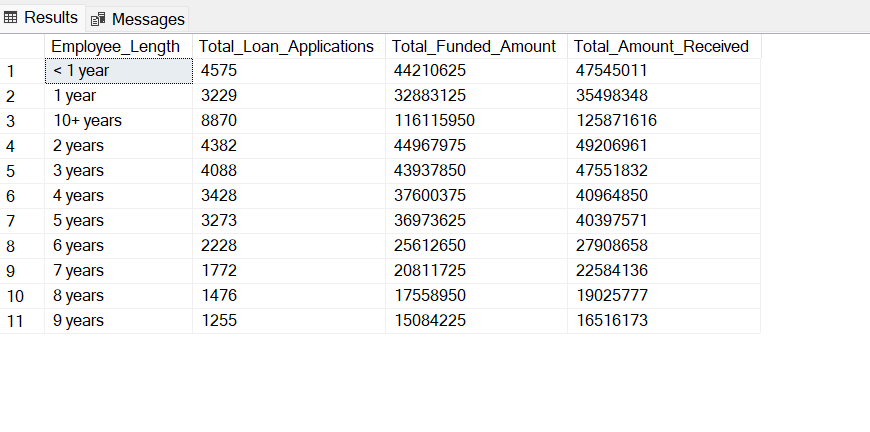 Results Messages
Employee_Length Total_Loan_Applications Total_Funded_Amount Total_Amount_Received
1 < 1 year 4575 44210625 47545011
2 1 year 3229 32883125 35498348
3 10+ years 8870 116115950 125871616
4 2 years 4382 44967975 49206961
5 3 years 4088 43937850 47551832
6 4 years 3428 37600375 40964850
7 5 years 3273 36973625 40397571
8 6 years 2228 25612650 27908658
9 7 years 1772 20811725 22584136
10 8 years 1476 17558950 19025777
11 9 years 1255 15084225 16516173